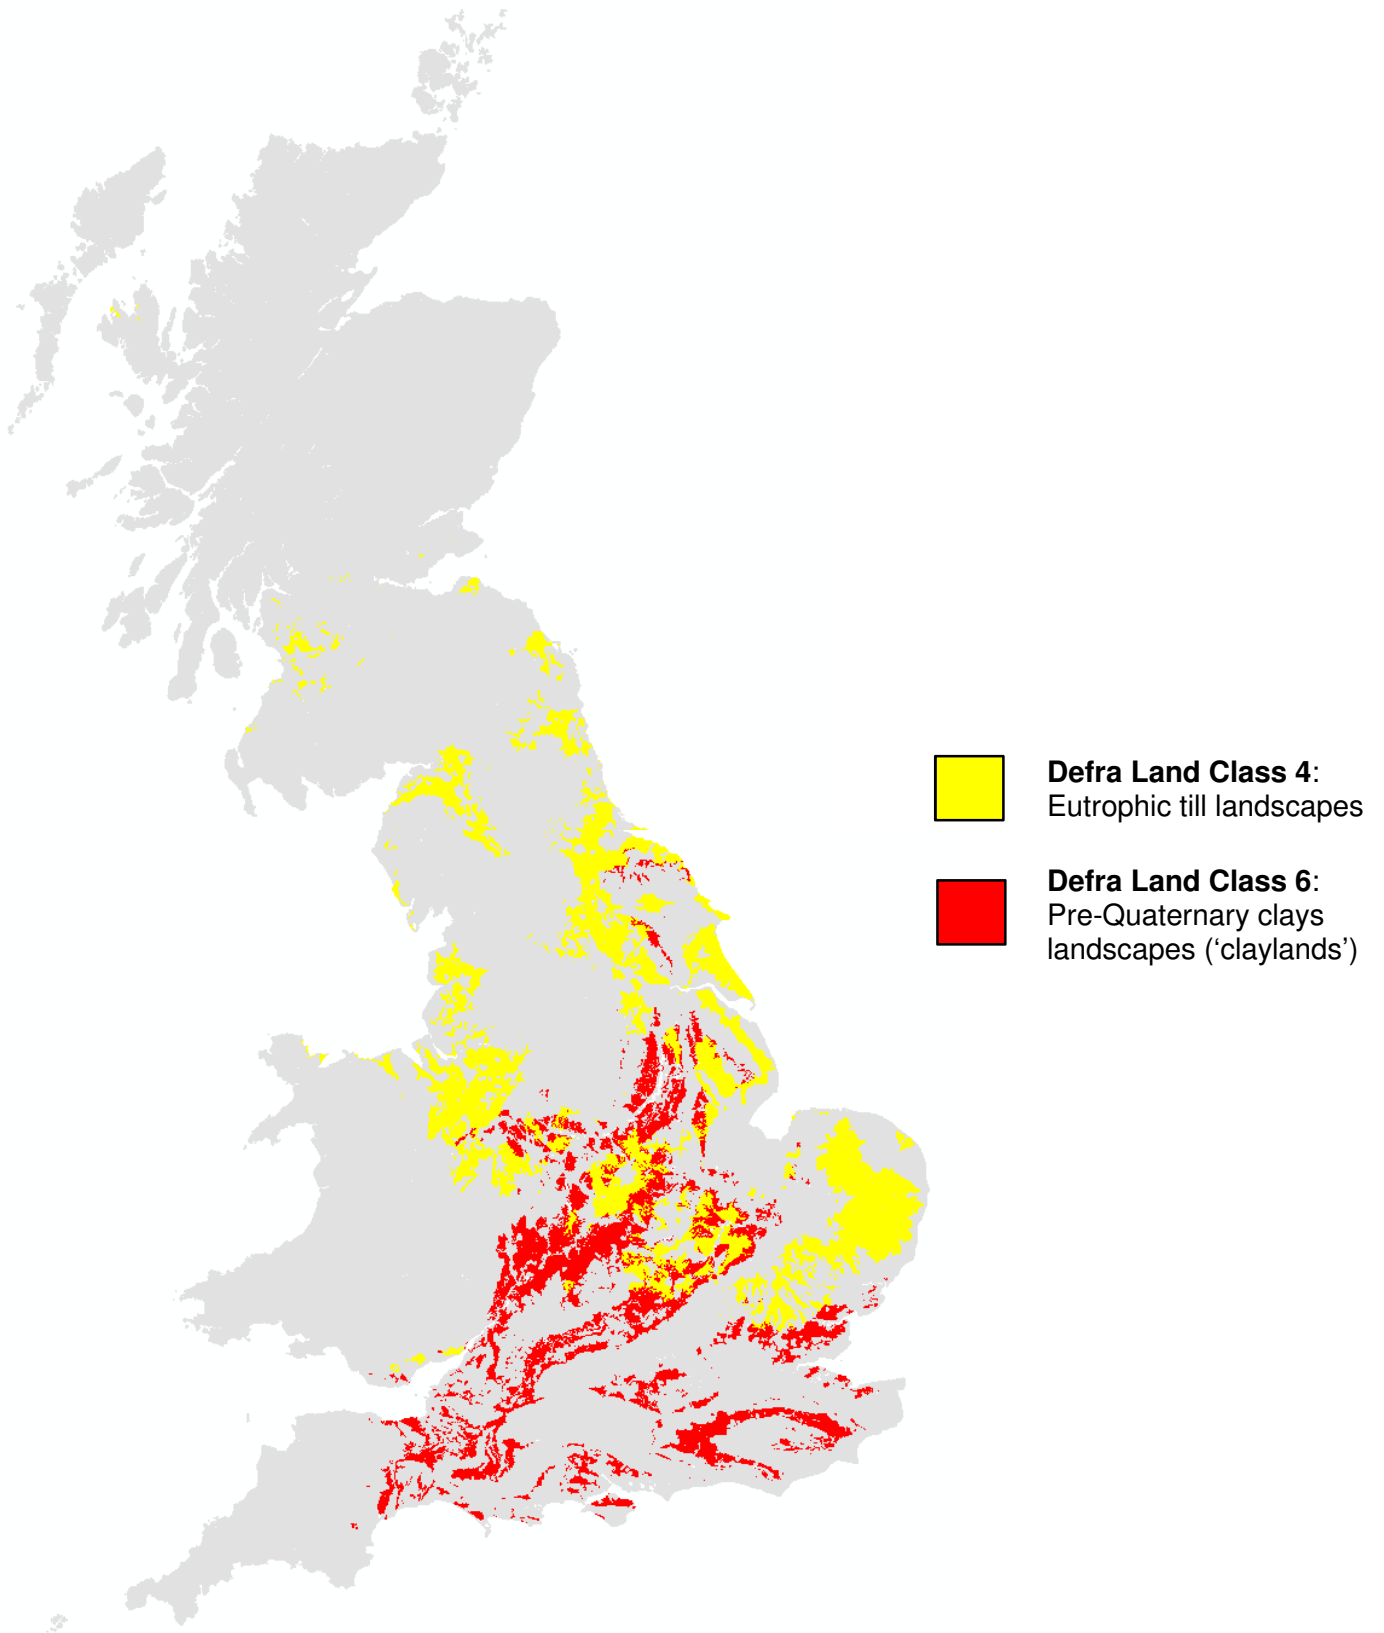 Defra Land Class 4:
Eutrophic till landscapes
Defra Land Class 6:
Pre-Quaternary clays
landscapes (‘claylands’)